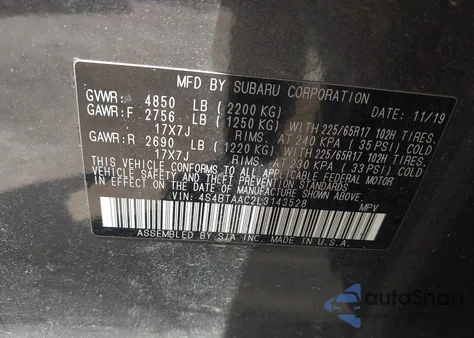 MFD BY SUBARU CORPORATION
DATE: 11/19
GVWR: 4850 LB (2200 KG)
GAWR:F 2756 LB (1250 KG) WITH 225/65R17 102H TIRES.
17X7J RIMS. AT 240 KPA (35 PSI) COLD
GAWR:R 2690 LB (1220 KG) WITH 225/65R17 102H TIRES.
17X7J RIMS. AT 230 KPA (33 PSI) COLD
THIS VEHICLE CONFORMS TO ALL APPLICABLE FEDERAL MOTOR
VEHICLE SAFETY, BUMPER, AND THEFT PREVENTION STANDARDS IN
EFFECT ON THE DATE OF MANUFACTURE SHOWN ABOVE.
VIN: 4S4BTAAC2L3143528 MPV
ASSEMBLED BY SIA INC. IN U.S.A.
autoSnap